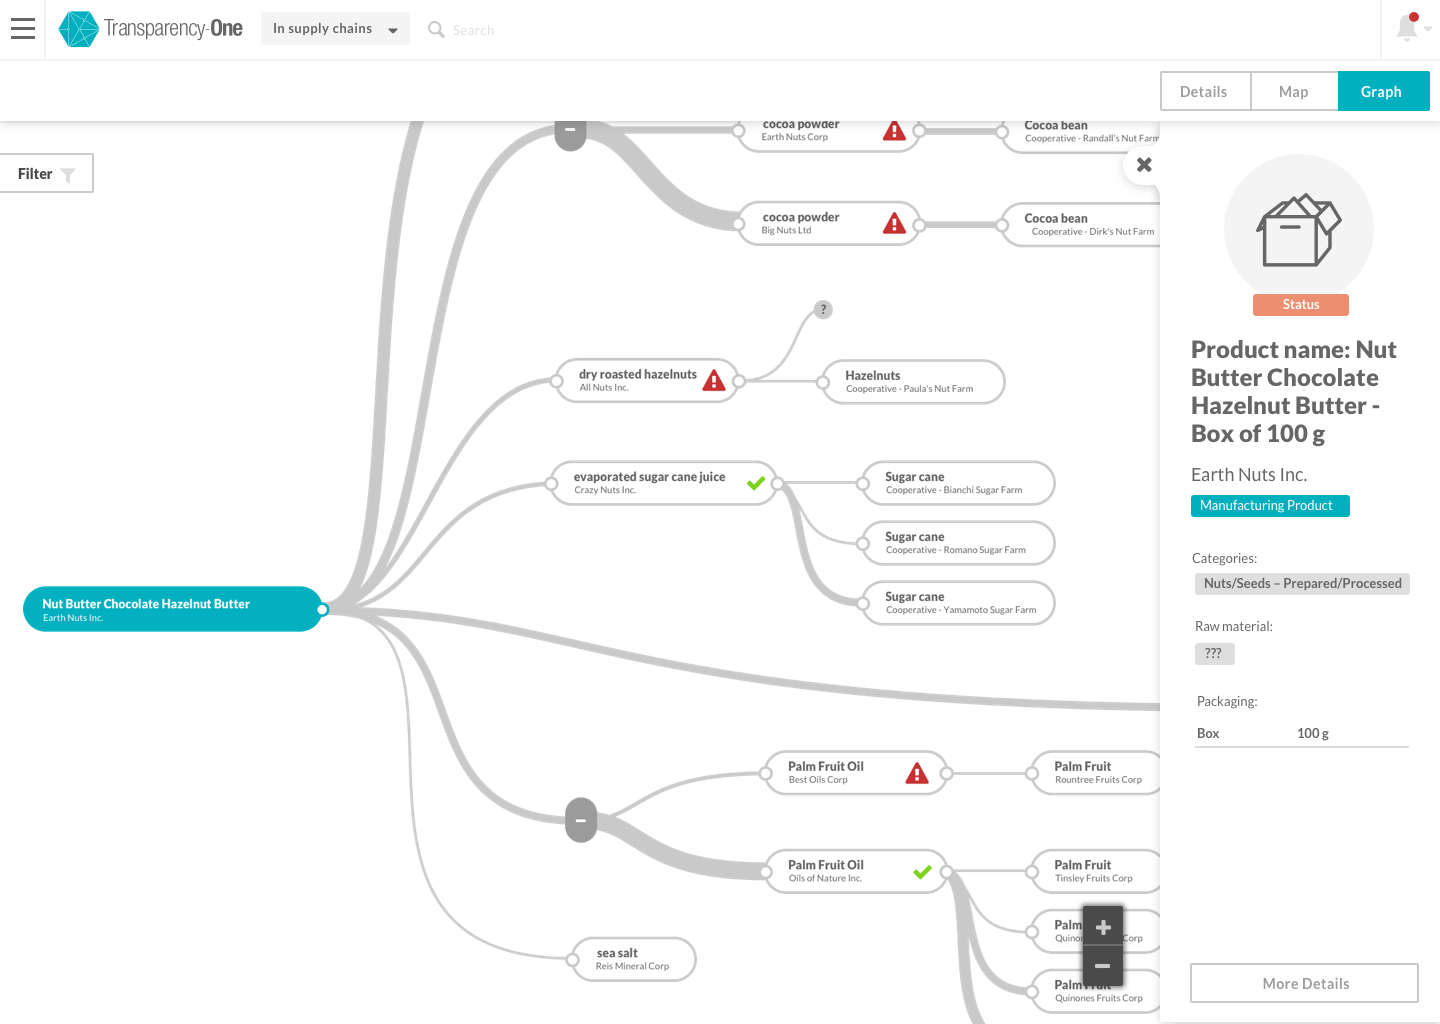 Transparency-One
In supply chains
Search
Details
Map
Graph
Filter
cocoa powder
Earth Nuts Corp
Cocoa bean
Cooperative - Randall's Nut Farm
cocoa powder
Big Nuts Ltd
Cocoa bean
Cooperative - Dirk's Nut Farm
?
dry roasted hazelnuts
All Nuts Inc.
Hazelnuts
Cooperative - Paula's Nut Farm
evaporated sugar cane juice
Crazy Nuts Inc.
Sugar cane
Cooperative - Bianchi Sugar Farm
Sugar cane
Cooperative - Romano Sugar Farm
Sugar cane
Cooperative - Yamamoto Sugar Farm
Nut Butter Chocolate Hazelnut Butter
Earth Nuts Inc.
Palm Fruit Oil
Best Oils Corp
Palm Fruit
Rountree Fruits Corp
Palm Fruit Oil
Oils of Nature Inc.
Palm Fruit
Tinsley Fruits Corp
Palm
Corp
Palm Fruit
Quinones Fruits Corp
sea salt
Reis Mineral Corp
Status
Product name: Nut
Butter Chocolate
Hazelnut Butter -
Box of 100 g
Earth Nuts Inc.
Manufacturing Product
Categories:
Nuts/Seeds – Prepared/Processed
Raw material:
???
Packaging:
Box 100 g
More Details